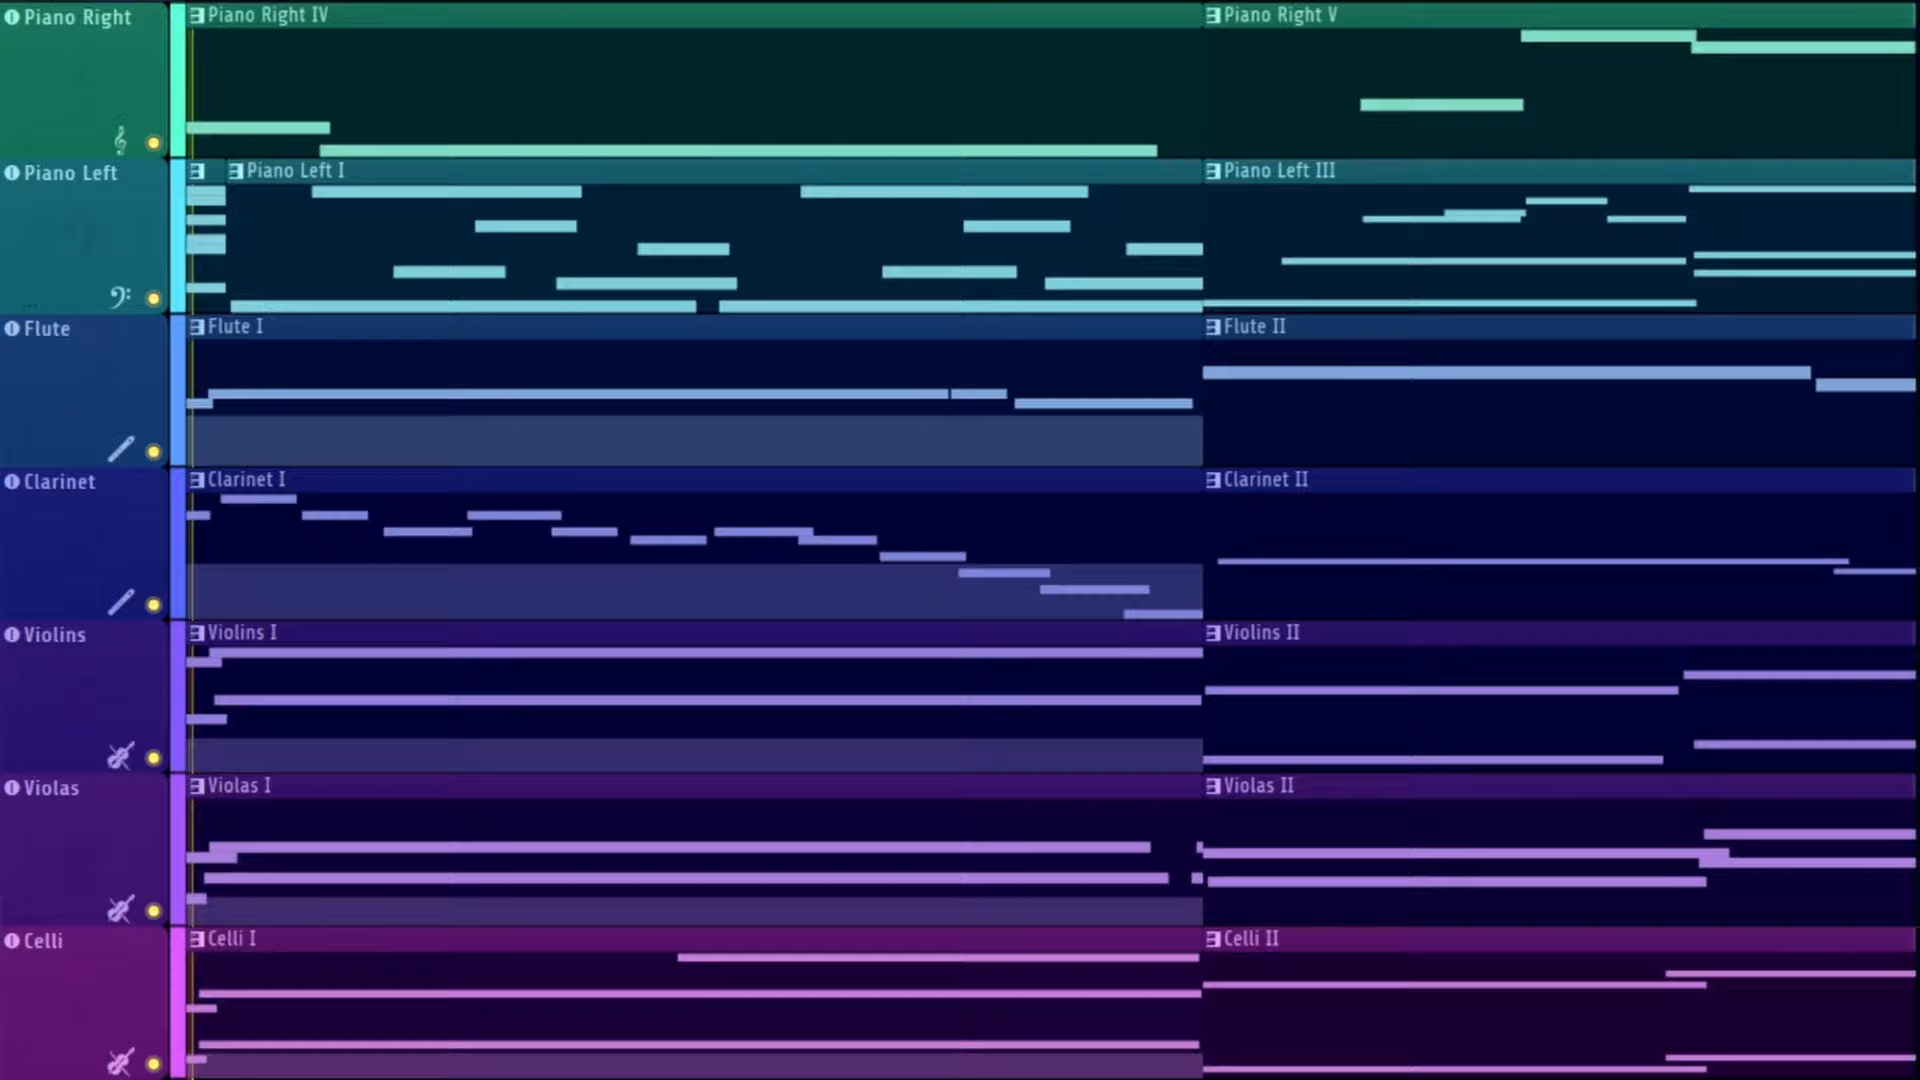 Piano Right Piano Right IV Piano Right V
Piano Left Piano Left I Piano Left III
Flute Flute I Flute II
Clarinet Clarinet I Clarinet II
Violins Violins I Violins II
Violas Violas I Violas II
Celli Celli I Celli II